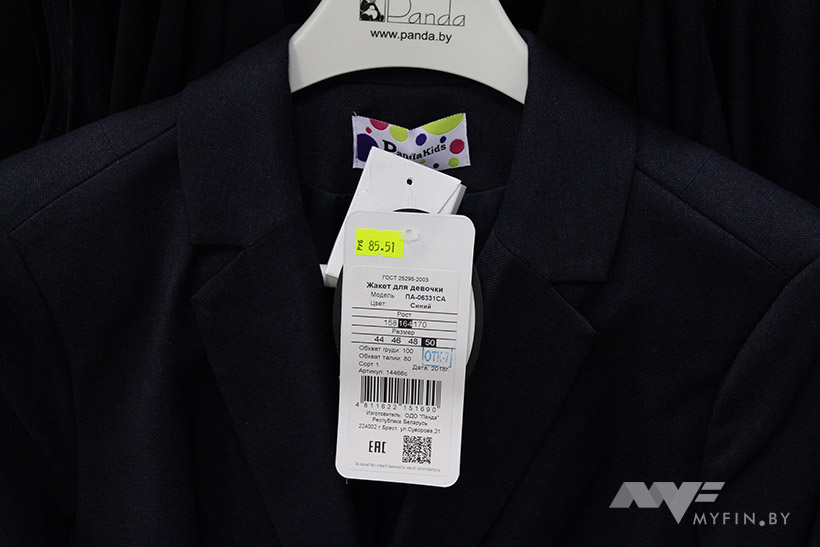 Panda
www.panda.by
PandaKids
РУБ 85.51
ГОСТ 25295-2003
Жакет для девочки
Модель ПА-06331СА
Цвет: Синий
Рост
158 164 170
Размер
44 46 48 50
Обхват груди: 100
Обхват талии: 80
ОТК-7
Сорт 1
Дата: 2018г
Артикул: 14466с
4 811622 151690
Изготовитель: ОДО "Панда"
Республика Беларусь
224002 г.Брест, ул.Суворова,21
EAC
MYFIN.BY